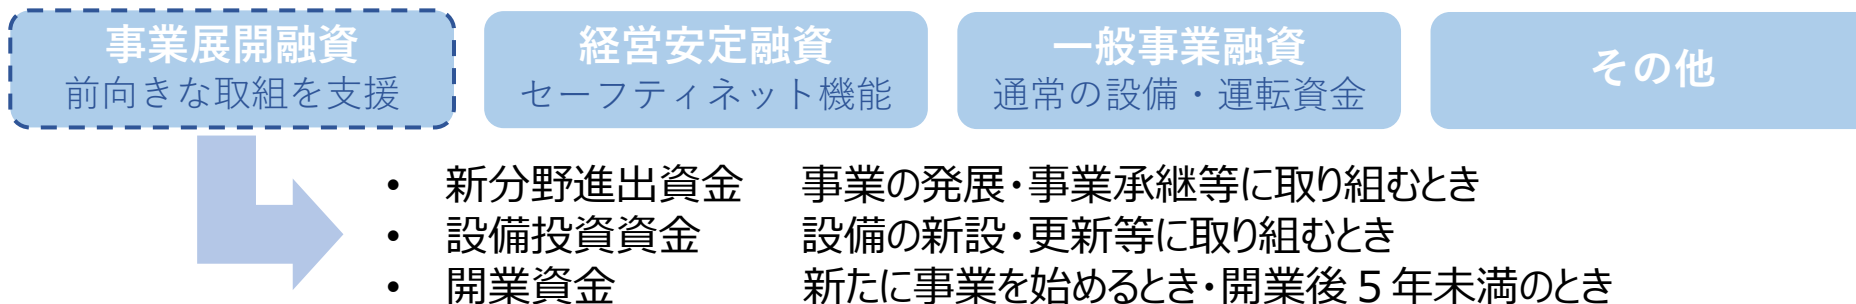 事業展開融資
前向きな取組を支援
経営安定融資
セーフティネット機能
一般事業融資
通常の設備・運転資金
その他
• 新分野進出資金 事業の発展・事業承継等に取り組むとき
• 設備投資資金 設備の新設・更新等に取り組むとき
• 開業資金 新たに事業を始めるとき・開業後5年未満のとき